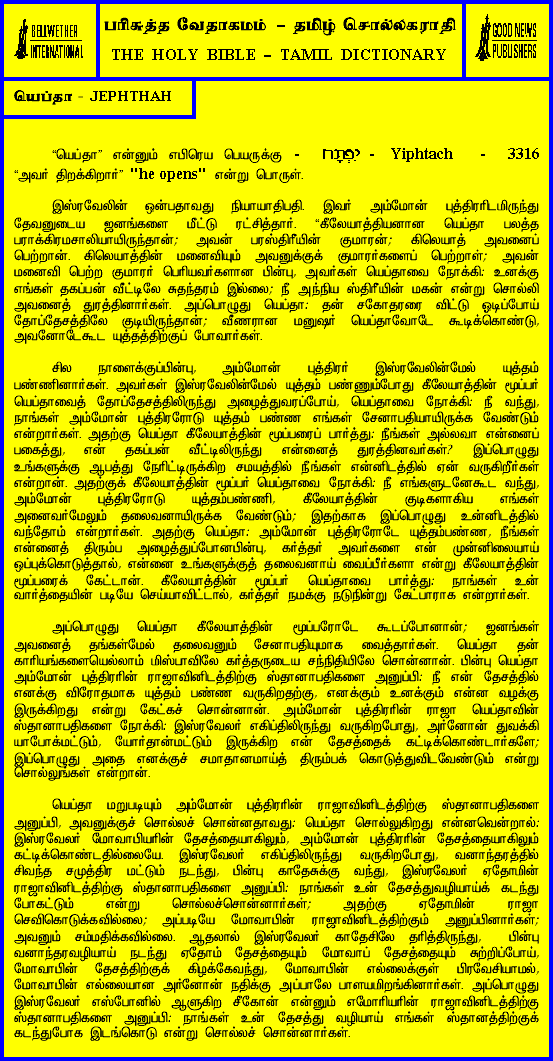 BELLWETHER
INTERNATIONAL
பரிசுத்த வேதாகமம் – தமிழ் சொல்லகராதி
THE HOLY BIBLE – TAMIL DICTIONARY
GOOD NEWS
PUBLISHERS
யெப்தா - JEPHTHAH
“யெப்தா” என்னும் எபிரெய பெயருக்கு - יִפְתָּח - Yiphtach - 3316
“அவர் திறக்கிறார்” "he opens" என்று பொருள்.
இஸ்ரவேலின் ஒன்பதாவது நியாயாதிபதி. இவர் அம்மோன் புத்திரரிடமிருந்து
தேவனுடைய ஜனங்களை மீட்டு ரட்சித்தார். “கீலேயாத்தியனான யெப்தா பலத்த
பராக்கிரமசாலியாயிருந்தான்; அவன் பரஸ்திரீயின் குமாரன்; கிலெயாத் அவனைப்
பெற்றான். கிலெயாத்தின் மனைவியும் அவனுக்குக் குமாரர்களைப் பெற்றாள்; அவன்
மனைவி பெற்ற குமாரர் பெரியவர்களான பின்பு, அவர்கள் யெப்தாவை நோக்கி: உனக்கு
எங்கள் தகப்பன் வீட்டிலே சுதந்தரம் இல்லை; நீ அந்நிய ஸ்திரீயின் மகன் என்று சொல்லி
அவனைத் துரத்தினார்கள். அப்பொழுது யெப்தா: தன் சகோதரரை விட்டு ஓடிப்போய்
தோப்தேசத்திலே குடியிருந்தான்; வீணரான மனுஷர் யெப்தாவோடே கூடிக்கொண்டு,
அவனோடேகூட யுத்தத்திற்குப் போவார்கள்.
சில நாளைக்குப்பின்பு, அம்மோன் புத்திரர் இஸ்ரவேலின்மேல் யுத்தம்
பண்ணினார்கள். அவர்கள் இஸ்ரவேலின்மேல் யுத்தம் பண்ணும்போது கீலேயாத்தின் மூப்பர்
யெப்தாவைத் தோப்தேசத்திலிருந்து அழைத்துவரப்போய், யெப்தாவை நோக்கி: நீ வந்து,
நாங்கள் அம்மோன் புத்திரரோடு யுத்தம் பண்ண எங்கள் சேனாபதியாயிருக்க வேண்டும்
என்றார்கள். அதற்கு யெப்தா கீலேயாத்தின் மூப்பரைப் பார்த்து: நீங்கள் அல்லவா என்னைப்
பகைத்து, என் தகப்பன் வீட்டிலிருந்து என்னைத் துரத்தினவர்கள்? இப்பொழுது
உங்களுக்கு ஆபத்து நேரிட்டிருக்கிற சமயத்தில் நீங்கள் என்னிடத்தில் ஏன் வருகிறீர்கள்
என்றான். அதற்குக் கீலேயாத்தின் மூப்பர் யெப்தாவை நோக்கி: நீ எங்களுடனேகூட வந்து,
அம்மோன் புத்திரரோடு யுத்தம்பண்ணி, கீலேயாத்தின் குடிகளாகிய எங்கள்
அனைவர்மேலும் தலைவனாயிருக்க வேண்டும்; இதற்காக இப்பொழுது உன்னிடத்தில்
வந்தோம் என்றார்கள். அதற்கு யெப்தா: அம்மோன் புத்திரரோடே யுத்தம்பண்ண, நீங்கள்
என்னைத் திரும்ப அழைத்துப்போனபின்பு, கர்த்தர் அவர்களை என் முன்னிலையாய்
ஒப்புக்கொடுத்தால், என்னை உங்களுக்குத் தலைவனாய் வைப்பீர்களா என்று கீலேயாத்தின்
மூப்பரைக் கேட்டான். கீலேயாத்தின் மூப்பர் யெப்தாவை பார்த்து: நாங்கள் உன்
வார்த்தையின் படியே செய்யாவிட்டால், கர்த்தர் நமக்கு நடுநின்று கேட்பாராக என்றார்கள்.
அப்பொழுது யெப்தா கீலேயாத்தின் மூப்பரோடே கூடப்போனான்; ஜனங்கள்
அவனைத் தங்கள்மேல் தலைவனும் சேனாபதியுமாக வைத்தார்கள். யெப்தா தன்
காரியங்களையெல்லாம் மிஸ்பாவிலே கர்த்தருடைய சந்நிதியிலே சொன்னான். பின்பு யெப்தா
அம்மோன் புத்திரரின் ராஜாவினிடத்திற்கு ஸ்தானாபதிகளை அனுப்பி: நீ என் தேசத்தில்
எனக்கு விரோதமாக யுத்தம் பண்ண வருகிறதற்கு, எனக்கும் உனக்கும் என்ன வழக்கு
இருக்கிறது என்று கேட்கச் சொன்னான். அம்மோன் புத்திரரின் ராஜா யெப்தாவின்
ஸ்தானாபதிகளை நோக்கி: இஸ்ரவேலர் எகிப்திலிருந்து வருகிறபோது, அர்னோன் துவக்கி
யாபோக்மட்டும், யோர்தான்மட்டும் இருக்கிற என் தேசத்தைக் கட்டிக்கொண்டார்களே;
இப்பொழுது அதை எனக்குச் சமாதானமாய்த் திரும்பக் கொடுத்துவிடவேண்டும் என்று
சொல்லுங்கள் என்றான்.
யெப்தா மறுபடியும் அம்மோன் புத்திரரின் ராஜாவினிடத்திற்கு ஸ்தானாபதிகளை
அனுப்பி, அவனுக்குச் சொல்லச் சொன்னதாவது: யெப்தா சொல்லுகிறது என்னவென்றால்:
இஸ்ரவேலர் மோவாபியரின் தேசத்தையாகிலும், அம்மோன் புத்திரரின் தேசத்தையாகிலும்
கட்டிக்கொண்டதில்லையே. இஸ்ரவேலர் எகிப்திலிருந்து வருகிறபோது, வனாந்தரத்தில்
சிவந்த சமுத்திர மட்டும் நடந்து, பின்பு காதேசுக்கு வந்து, இஸ்ரவேலர் ஏதோமின்
ராஜாவினிடத்திற்கு ஸ்தானாபதிகளை அனுப்பி: நாங்கள் உன் தேசத்துவழியாய்க் கடந்து
போகட்டும் என்று சொல்லச்சொன்னார்கள்; அதற்கு ஏதோமின் ராஜா
செவிகொடுக்கவில்லை; அப்படியே மோவாபின் ராஜாவினிடத்திற்கும் அனுப்பினார்கள்;
அவனும் சம்மதிக்கவில்லை. ஆதலால் இஸ்ரவேலர் காதேசிலே தரித்திருந்து, பின்பு
வனாந்தரவழியாய் நடந்து ஏதோம் தேசத்தையும் மோவாப் தேசத்தையும் சுற்றிப்போய்,
மோவாபின் தேசத்திற்குக் கிழக்கேவந்து, மோவாபின் எல்லைக்குள் பிரவேசியாமல்,
மோவாபின் எல்லையான அர்னோன் நதிக்கு அப்பாலே பாளயமிறங்கினார்கள். அப்பொழுது
இஸ்ரவேலர் எஸ்போனில் ஆளுகிற சீகோன் என்னும் எமோரியரின் ராஜாவினிடத்திற்கு
ஸ்தானாபதிகளை அனுப்பி: நாங்கள் உன் தேசத்து வழியாய் எங்கள் ஸ்தானத்திற்குக்
கடந்துபோக இடங்கொடு என்று சொல்லச் சொன்னார்கள்.